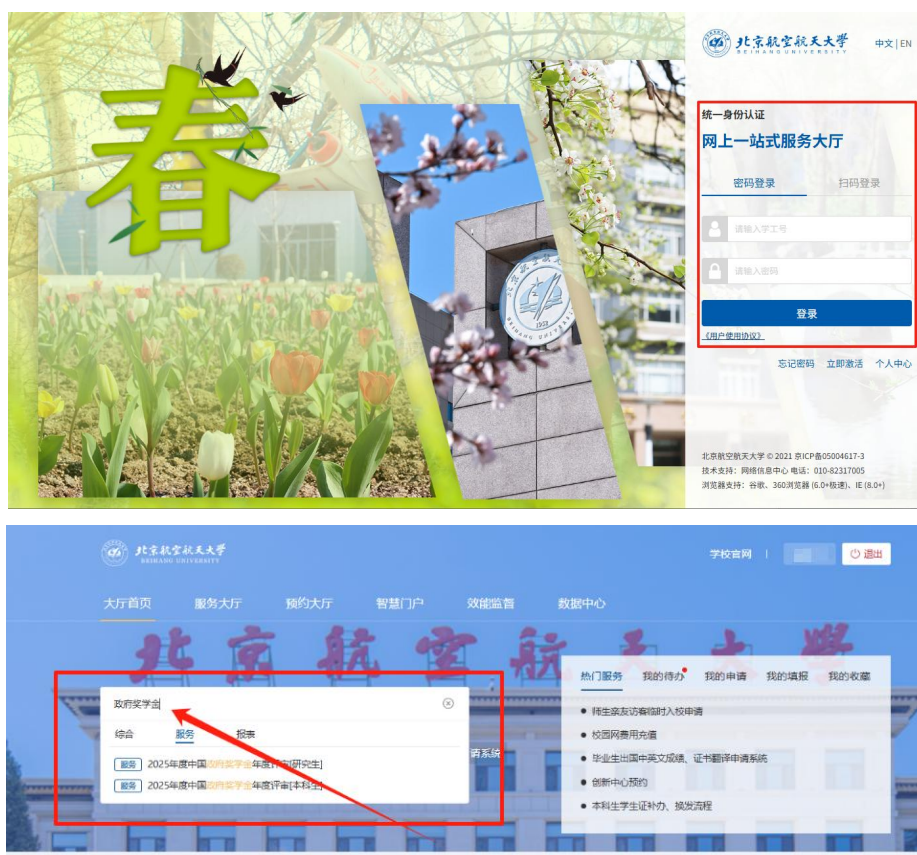 北京航空航天大学
BEIHANG UNIVERSITY
中文 | EN
春
统一身份认证
网上一站式服务大厅
密码登录
扫码登录
请输入学工号
请输入密码
登录
《用户使用协议》
忘记密码 立即激活 个人中心
1952
BEIHANG UNIVERSITY
北京航空航天大学 © 2021 京ICP备05004617-3
技术支持：网络信息中心 电话：010-82317005
浏览器支持：谷歌、360浏览器 (6.0+极速)、IE (8.0+)
北京航空航天大学
BEIHANG UNIVERSITY
学校官网 |
退出
大厅首页 服务大厅 预约大厅 智慧门户 效能监督 数据中心
北京航空航天大學
政府奖学金
综合 服务 报表
服务 2025年度中国政府奖学金年度评审[研究生]
服务 2025年度中国政府奖学金年度评审[本科生]
请系统
热门服务 我的待办 我的申请 我的填报 我的收藏
师生亲友访客临时入校申请
校园网费用充值
毕业生出国中英文成绩、证书翻译申请系统
创新中心预约
本科生学生证补办、换发流程